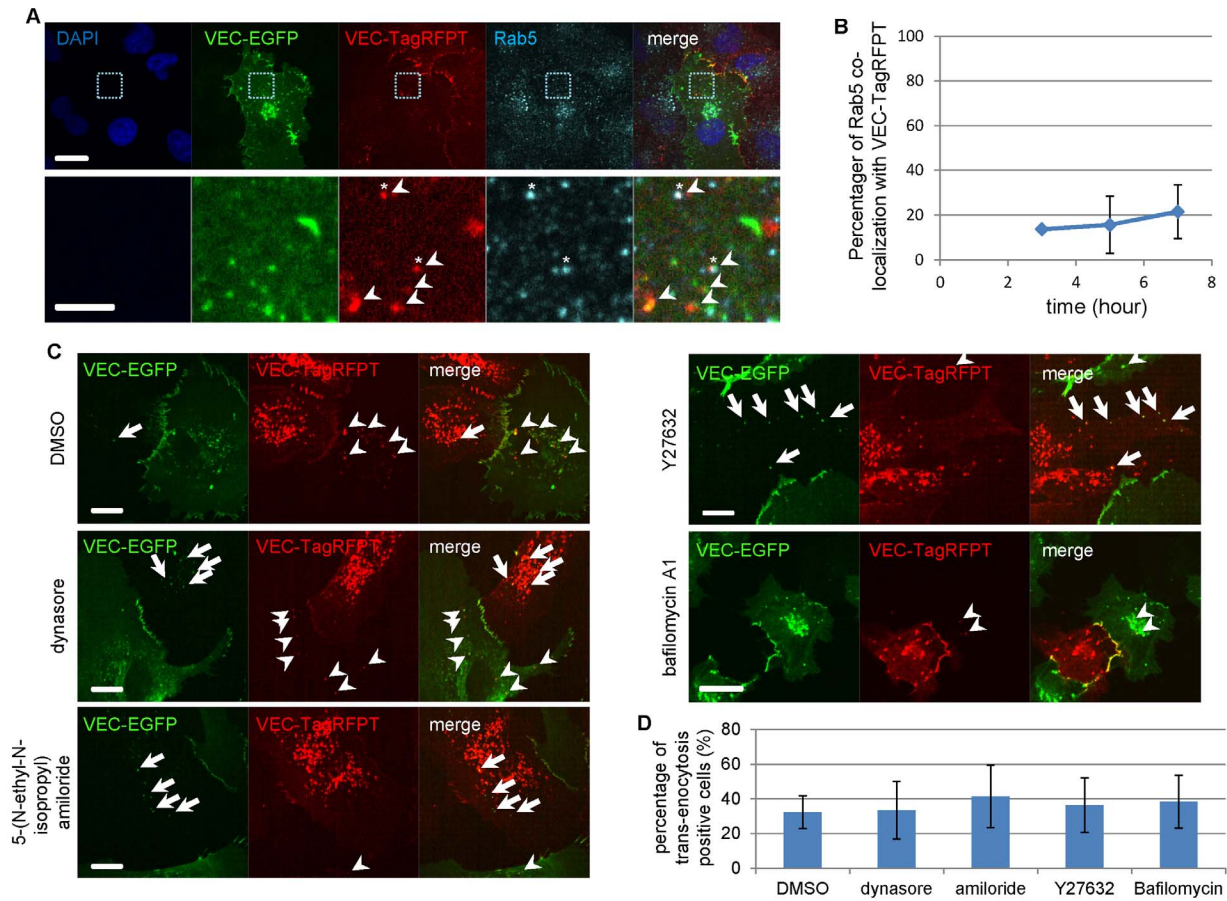 A
DAPI
VEC-EGFP
VEC-TagRFPT
Rab5
merge
*
*
*
*
*
*
B
Percentager of Rab5 co-
localization with VEC-TagRFPT
100
80
60
40
20
0
0
2
4
6
8
time (hour)
C
DMSO
VEC-EGFP
VEC-TagRFPT
merge
dynasore
VEC-EGFP
VEC-TagRFPT
merge
5-(N-ethyl-N-
isopropyl)
amiloride
VEC-EGFP
VEC-TagRFPT
merge
Y27632
VEC-EGFP
VEC-TagRFPT
merge
bafilomycin A1
VEC-EGFP
VEC-TagRFPT
merge
D
percentage of
trans-enocytosis
positive cells (%)
80
60
40
20
0
DMSO
dynasore
amiloride
Y27632
Bafilomycin